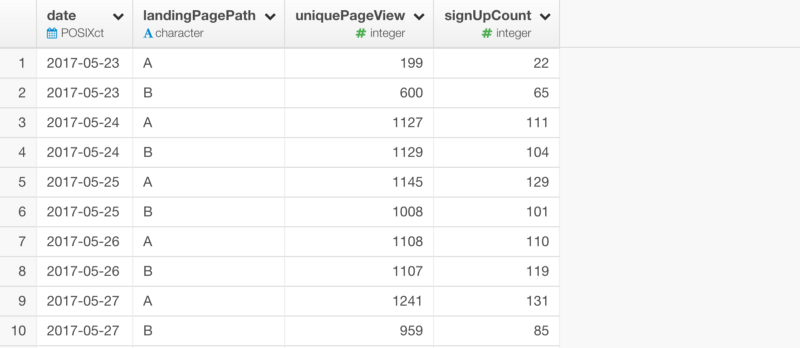 date landingPagePath uniquePageView signUpCount
POSIXct A character # integer # integer
1 2017-05-23 A 199 22
2 2017-05-23 B 600 65
3 2017-05-24 A 1127 111
4 2017-05-24 B 1129 104
5 2017-05-25 A 1145 129
6 2017-05-25 B 1008 101
7 2017-05-26 A 1108 110
8 2017-05-26 B 1107 119
9 2017-05-27 A 1241 131
10 2017-05-27 B 959 85